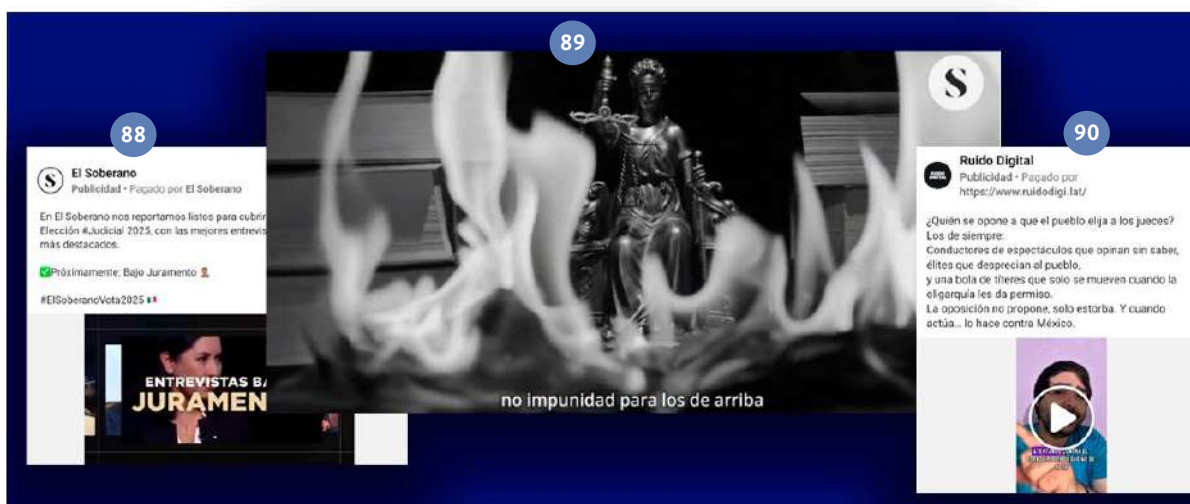 89
88
90
S
S
El Soberano
Publicidad • Pagado por El Soberano
En El Soberano nos reportamos listos para cubrir
Elección #Judicial 2025, con las mejores entrevis
más destacados.
✅Próximamente: Bajo Juramento
#ElSoberanoVota2025 🇲🇽
ENTREVISTAS BA
JURAMEN
no impunidad para los de arriba
RUIDO
DIGITAL
Ruido Digital
Publicidad • Pagado por
https://www.ruidodigi.lat/
¿Quién se opone a que el pueblo elija a los jueces?
Los de siempre:
Conductores de espectáculos que opinan sin saber,
élites que desprecian al pueblo,
y una bola de títeres que solo se mueven cuando la
oligarquía les da permiso.
La oposición no propone, solo estorba. Y cuando
actúa... lo hace contra México.